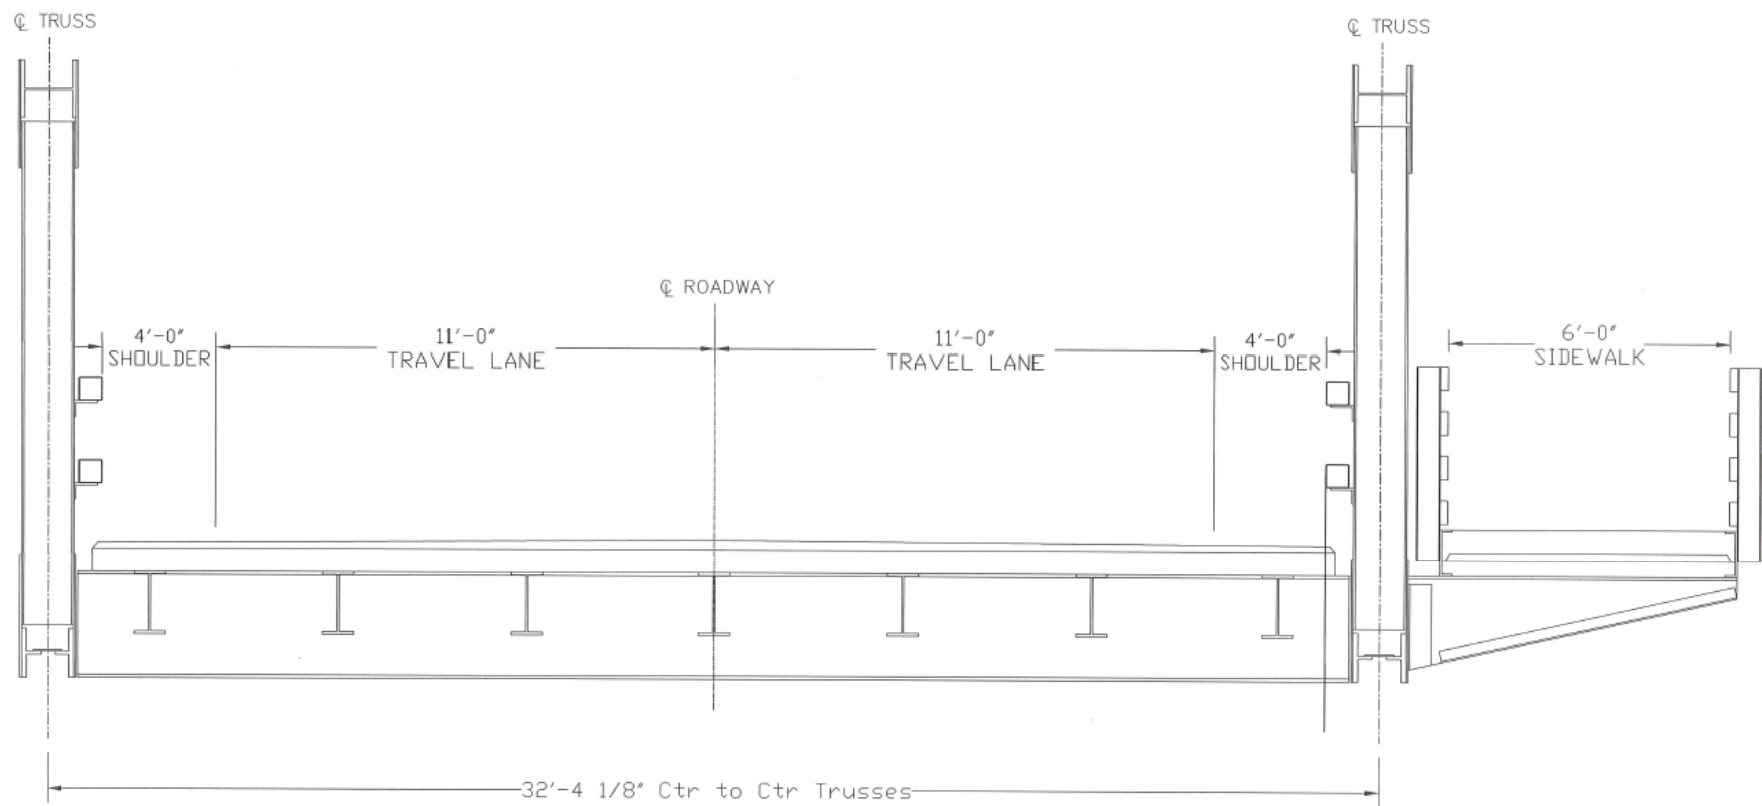 ℄ TRUSS
℄ TRUSS
℄ ROADWAY
4'-0"
SHOULDER
11'-0"
TRAVEL LANE
11'-0"
TRAVEL LANE
4'-0"
SHOULDER
6'-0"
SIDEWALK
32'-4 1/8" Ctr to Ctr Trusses